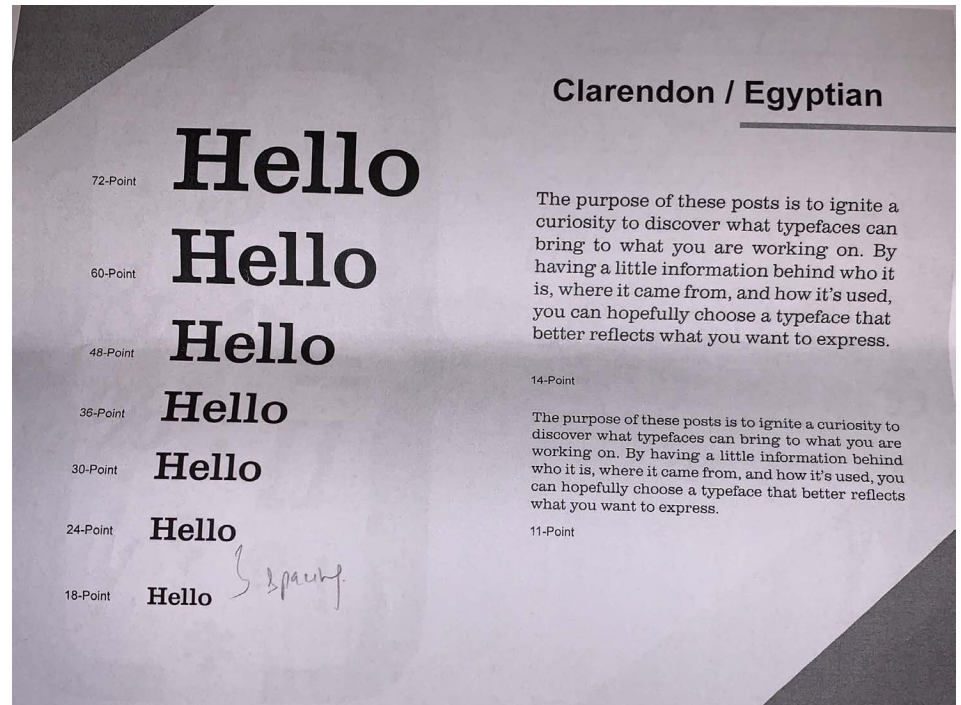 Clarendon / Egyptian
72-Point Hello
60-Point Hello
48-Point Hello
36-Point Hello
30-Point Hello
24-Point Hello
18-Point Hello
spacing.
The purpose of these posts is to ignite a
curiosity to discover what typefaces can
bring to what you are working on. By
having a little information behind who it
is, where it came from, and how it's used,
you can hopefully choose a typeface that
better reflects what you want to express.
14-Point
The purpose of these posts is to ignite a curiosity to
discover what typefaces can bring to what you are
working on. By having a little information behind
who it is, where it came from, and how it's used, you
can hopefully choose a typeface that better reflects
what you want to express.
11-Point